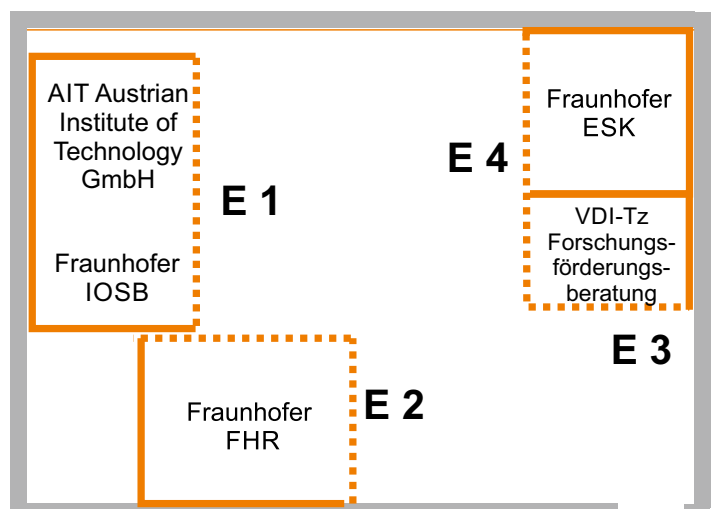 AIT Austrian
Institute of
Technology
GmbH
Fraunhofer
IOSB
E 1
Fraunhofer
FHR
E 2
E 4
Fraunhofer
ESK
VDI-Tz
Forschungs-
förderungs-
beratung
E 3